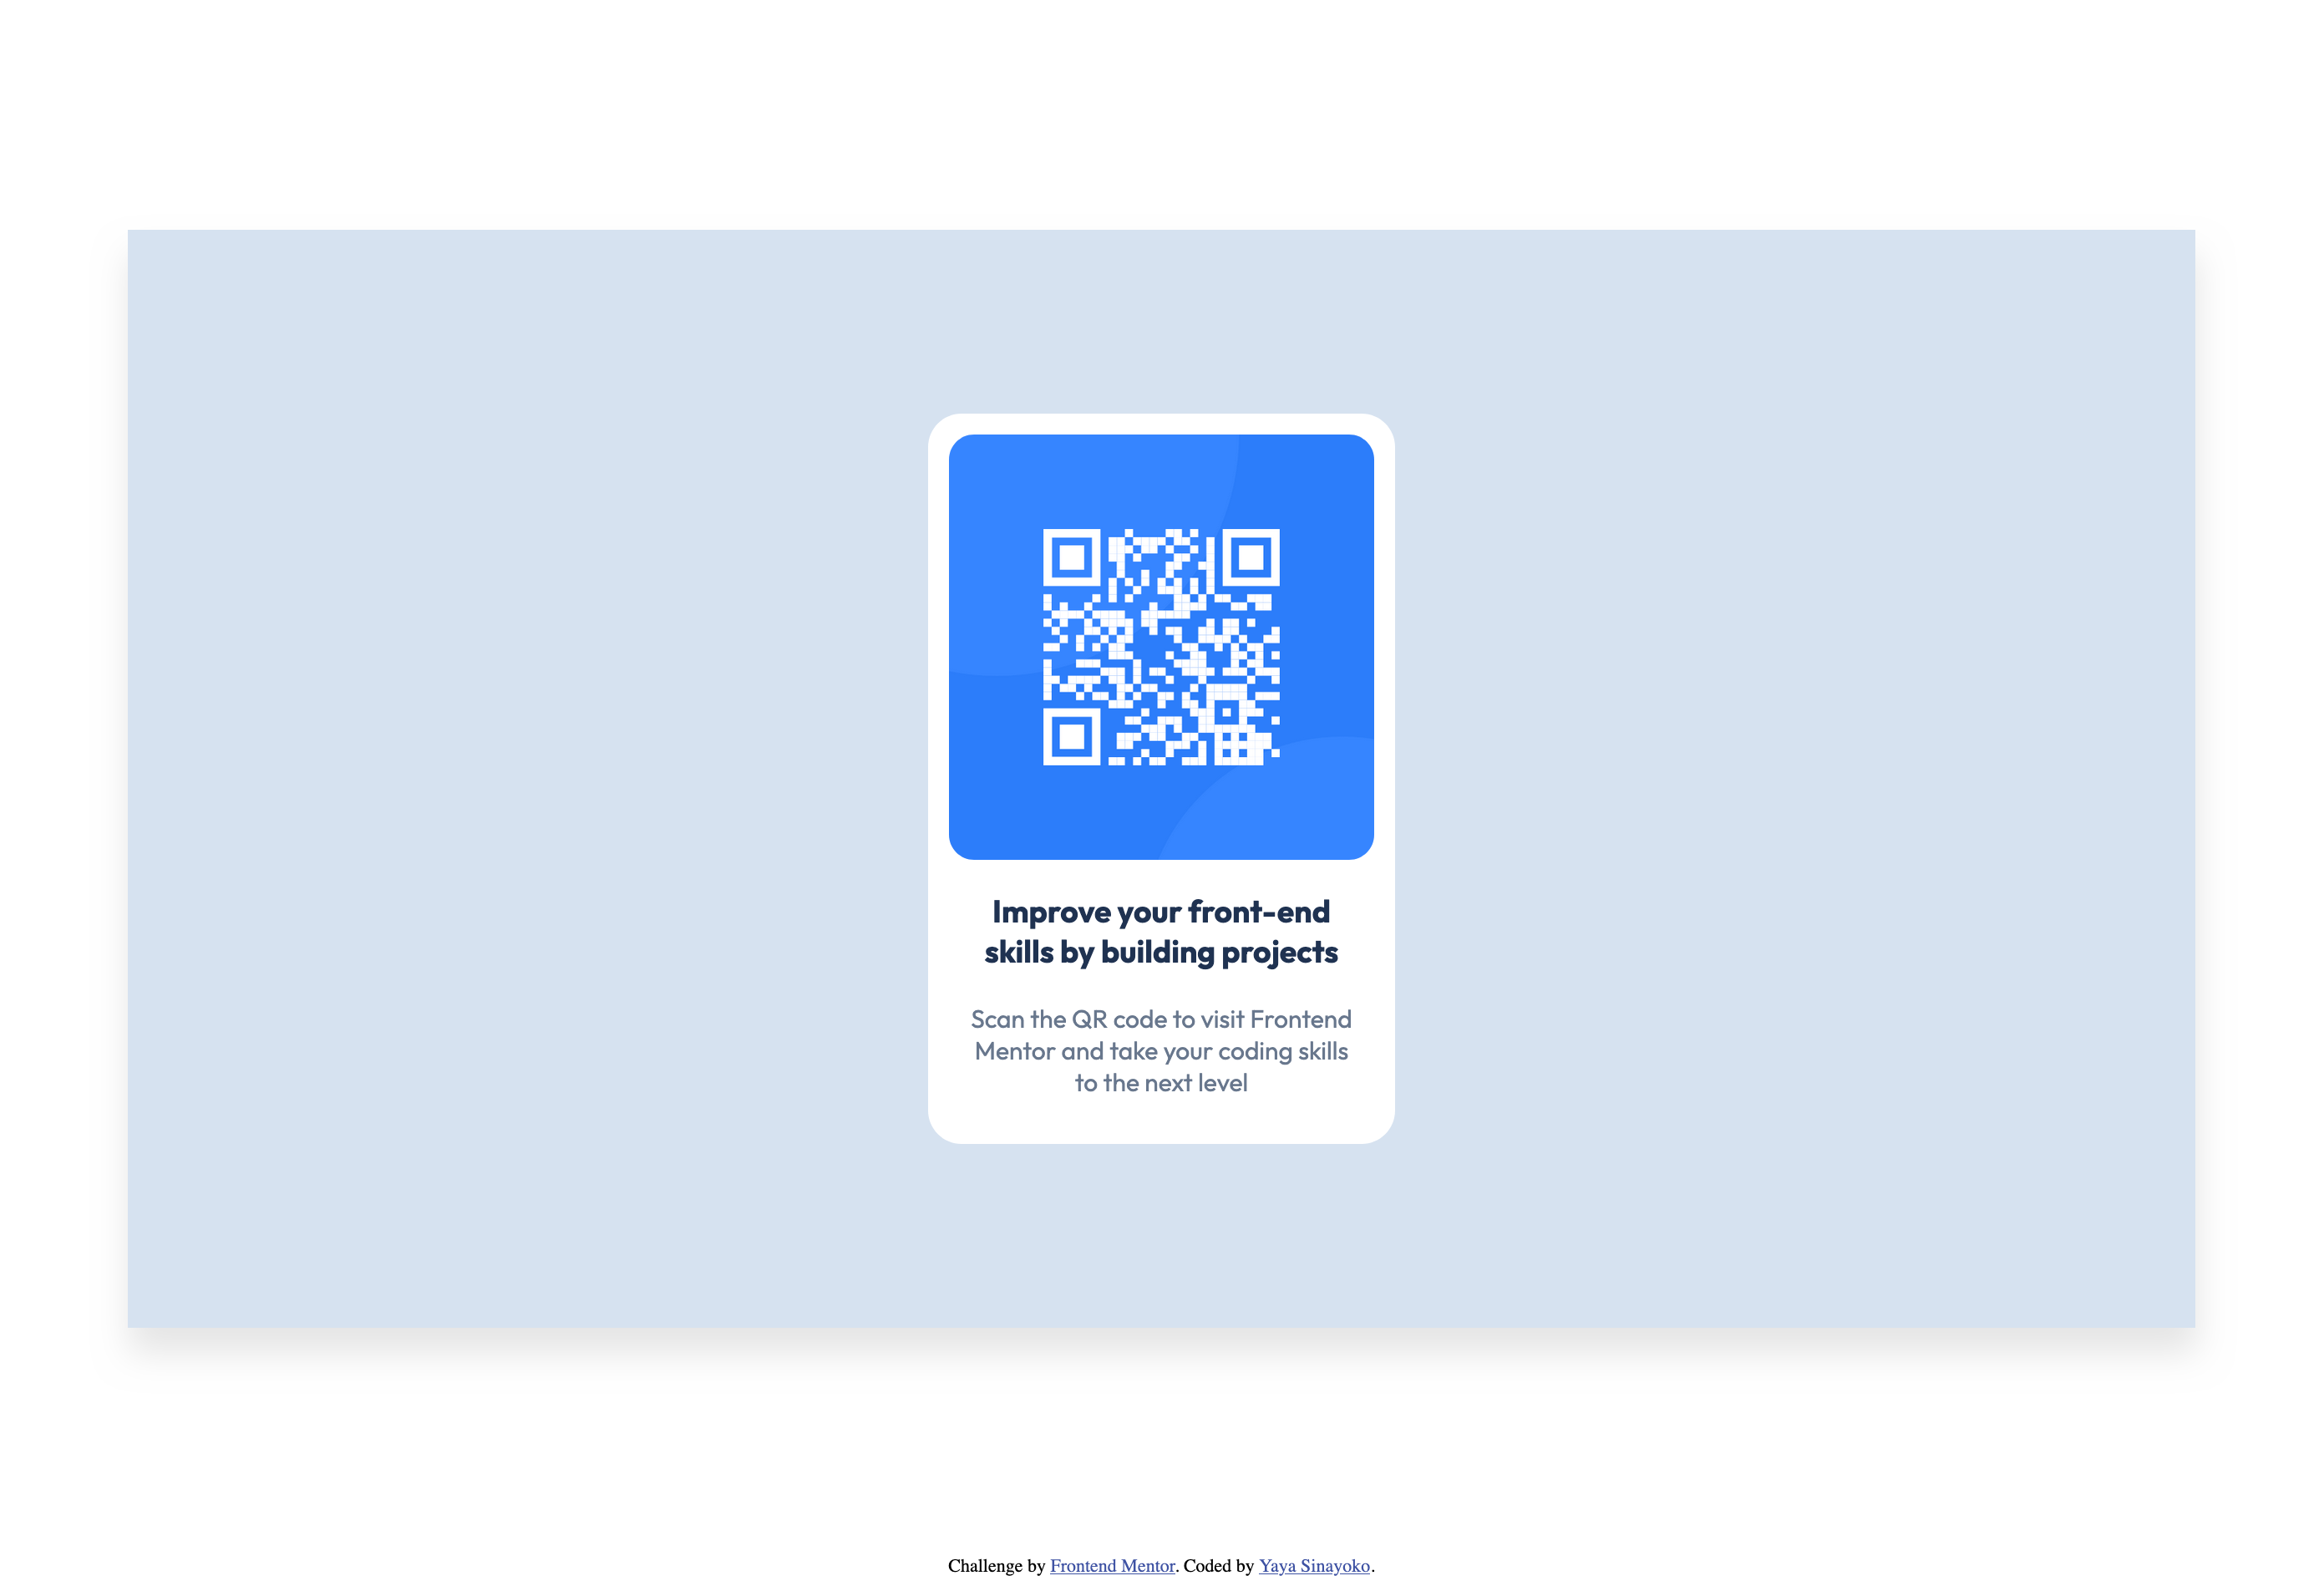 Improve your front-end
skills by building projects
Scan the QR code to visit Frontend
Mentor and take your coding skills
to the next level
Challenge by Frontend Mentor. Coded by Yaya Sinayoko.